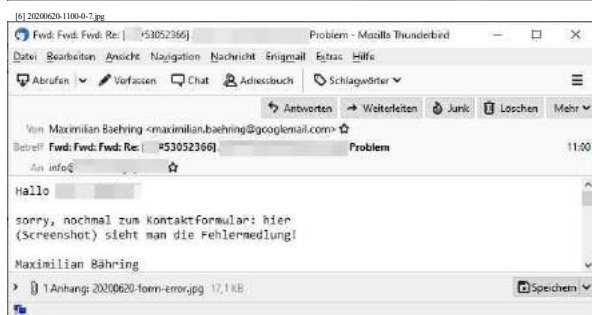 [6] 20200620-1100-0-7.jpg
Fwd: Fwd: Fwd: Re: [ #53052366] Problem - Mozilla Thunderbird
Datei Bearbeiten Ansicht Navigation Nachricht Enigmail Extras Hilfe
Abrufen Verfassen Chat Adressbuch Schlagwörter
Antworten Weiterleiten Junk Löschen Mehr
Von Maximilian Baehring <maximilian.baehring@googlemail.com>
Betreff Fwd: Fwd: Fwd: Re: [ #53052366] Problem 11:00
An info@
Hallo
sorry, nochmal zum Kontaktformular: hier
(Screenshot) sieht man die Fehlermedlung!
Maximilian Bähring
1 Anhang: 20200620-form-error.jpg 17,1 KB Speichern